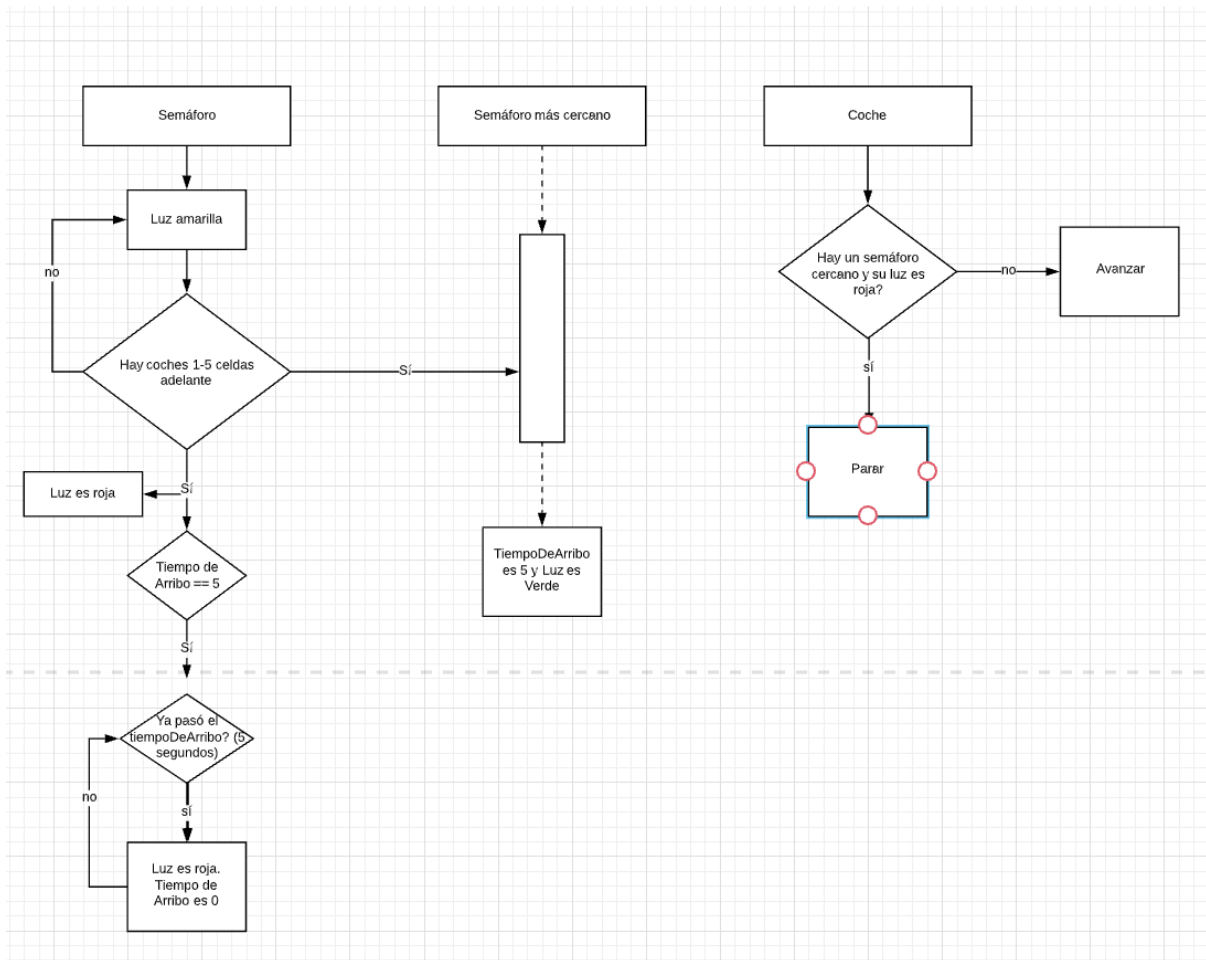 Semáforo
Semáforo más cercano
Coche
Luz amarilla
no
Hay un semáforo
cercano y su luz es
roja?
no
Avanzar
Hay coches 1-5 celdas
adelante
Sí
sí
Parar
Sí
Luz es roja
Tiempo de
Arribo == 5
TiempoDeArribo
es 5 y Luz es
Verde
Sí
Ya pasó el
tiempoDeArribo? (5
segundos)
no
sí
Luz es roja.
Tiempo de
Arribo es 0